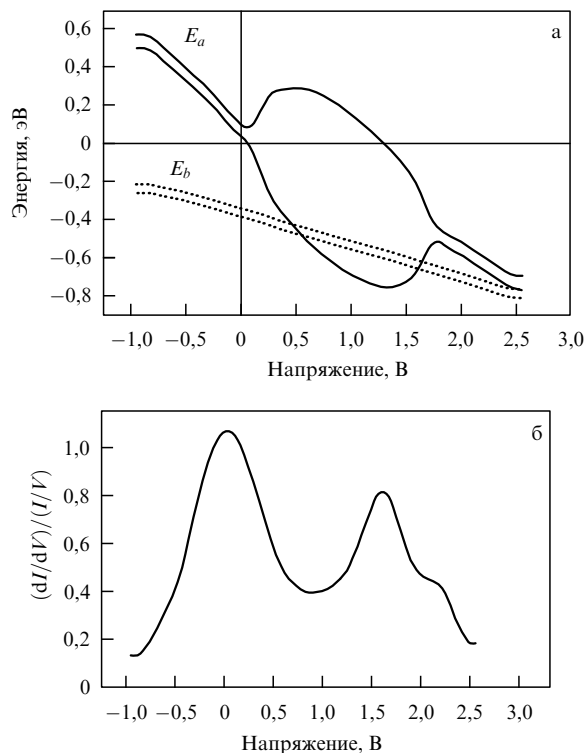 0,6
0,4
0,2
0
−0,2
−0,4
−0,6
−0,8
Энергия, эВ
E_a
E_b
а
−1,0 −0,5 0 0,5 1,0 1,5 2,0 2,5 3,0
Напряжение, В
1,0
0,8
0,6
0,4
0,2
0
(dI/dV)/(I/V)
б
−1,0 −0,5 0 0,5 1,0 1,5 2,0 2,5
Напряжение, В